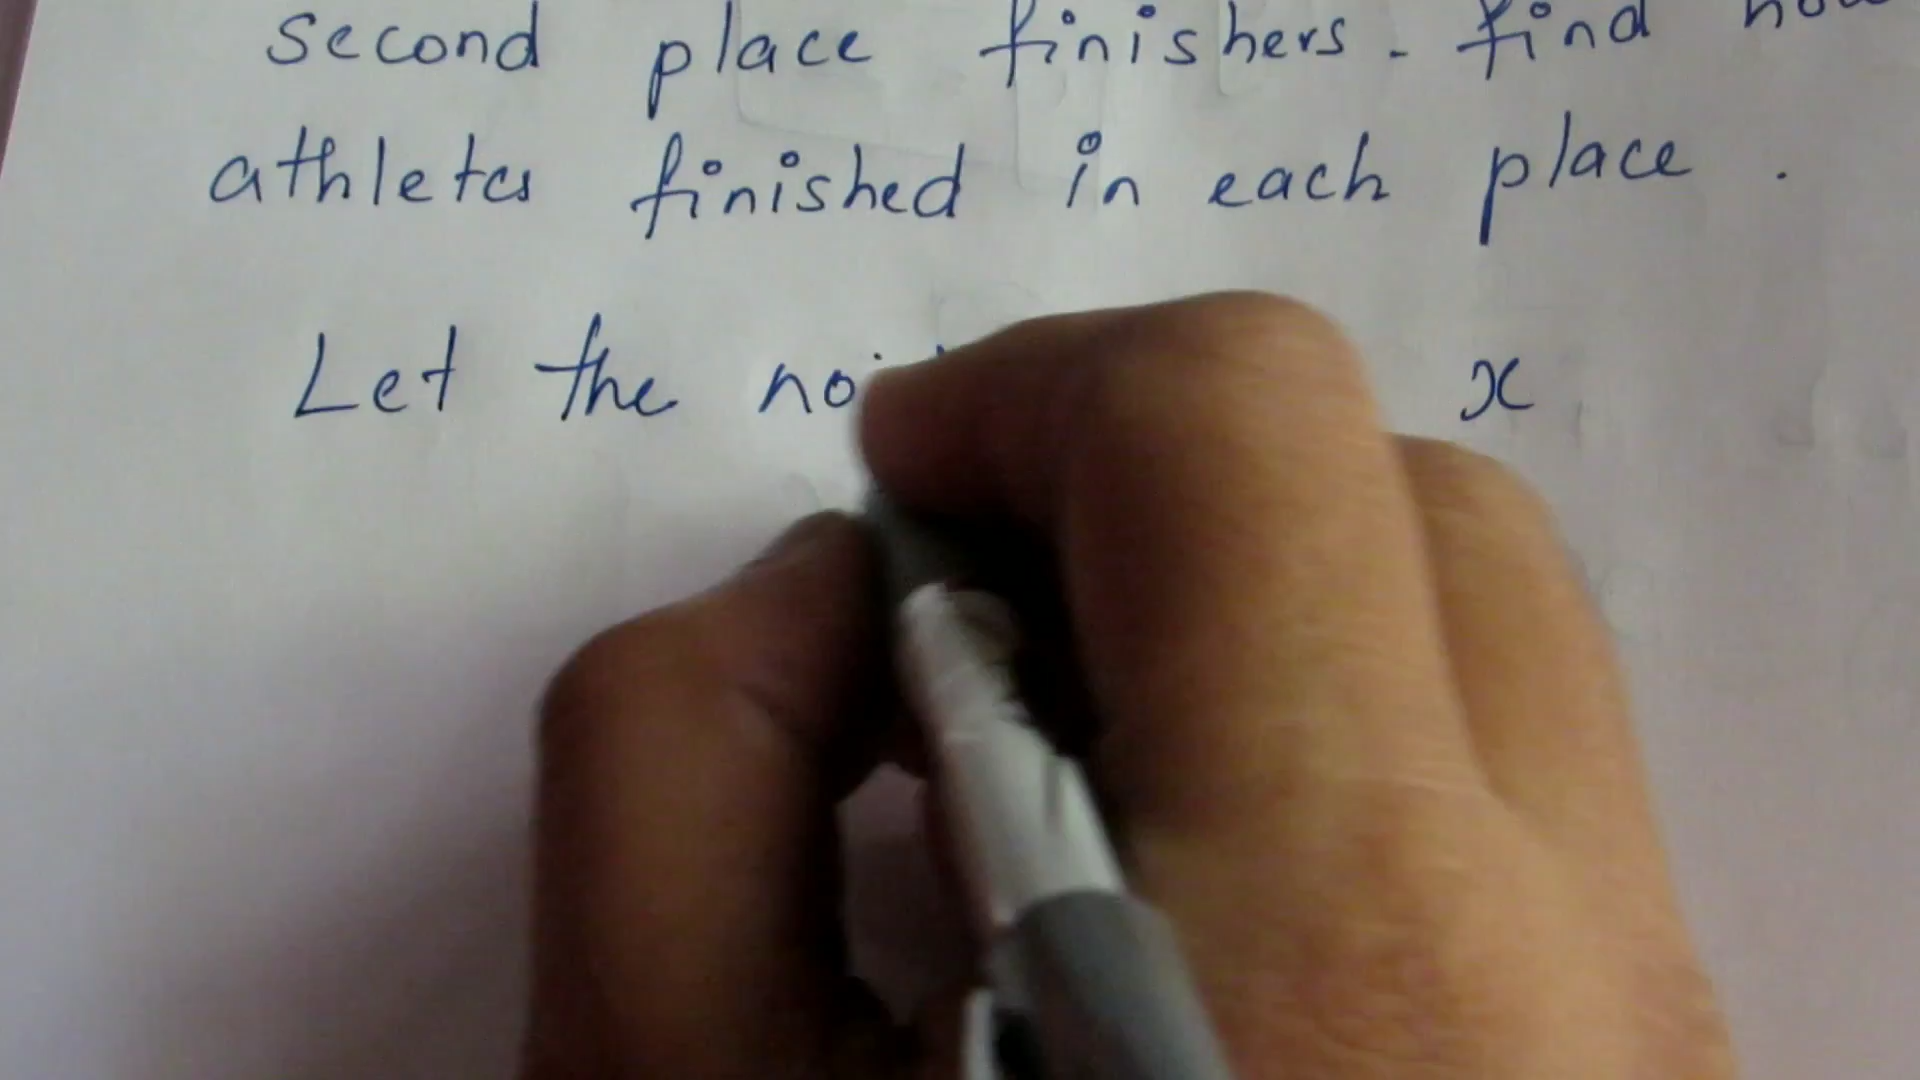 second place finishers. find
athletes finished in each place.
Let the no x